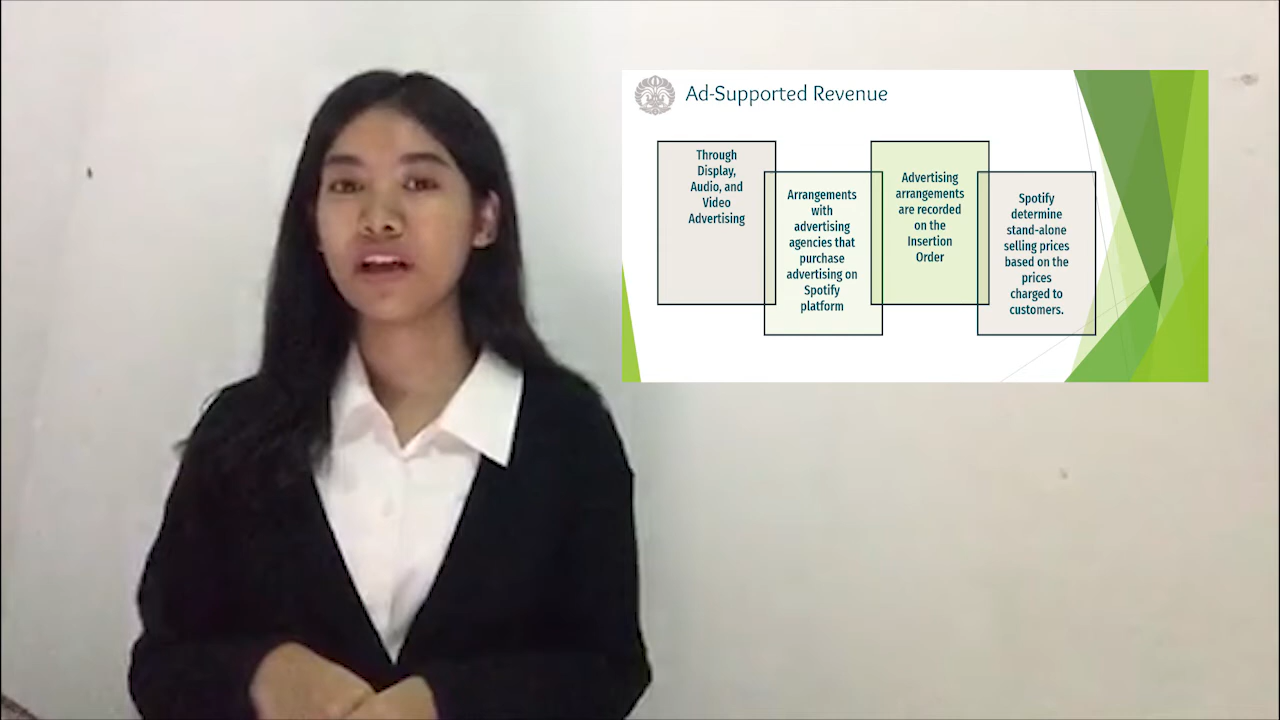 Ad-Supported Revenue
Through
Display,
Audio, and
Video
Advertising
Arrangements
with
advertising
agencies that
purchase
advertising on
Spotify
platform
Advertising
arrangements
are recorded
on the
Insertion
Order
Spotify
determine
stand-alone
selling prices
based on the
prices
charged to
customers.